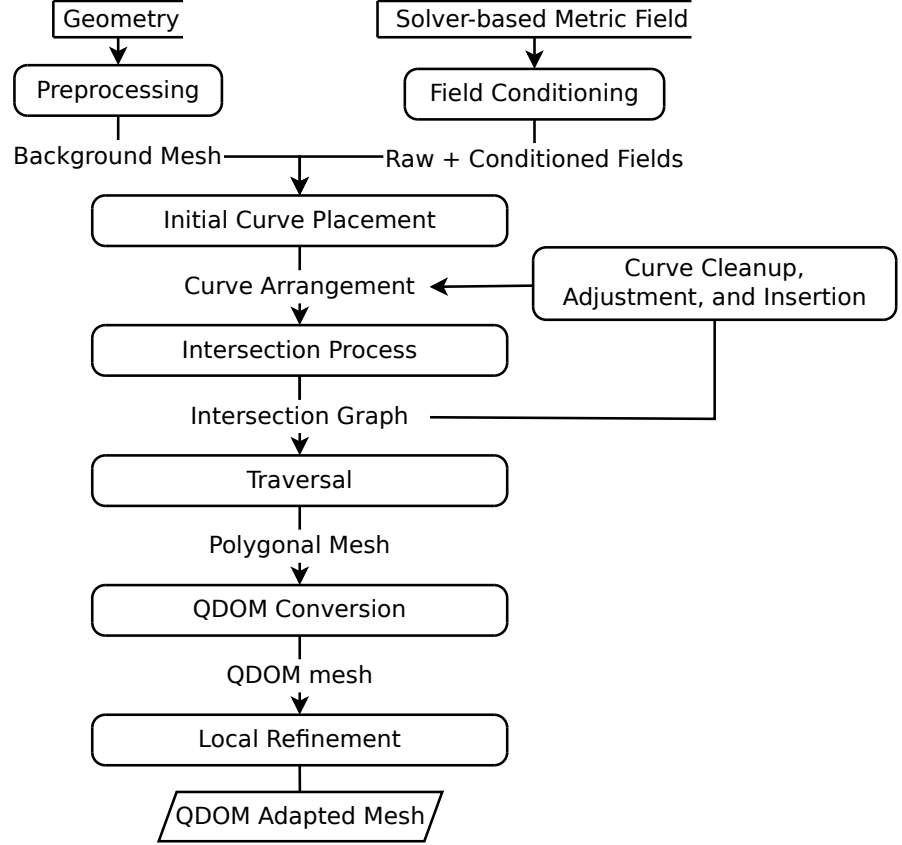 Geometry
Solver-based Metric Field
Preprocessing
Field Conditioning
Background Mesh
Raw + Conditioned Fields
Initial Curve Placement
Curve Arrangement
Curve Cleanup,
Adjustment, and Insertion
Intersection Process
Intersection Graph
Traversal
Polygonal Mesh
QDOM Conversion
QDOM mesh
Local Refinement
QDOM Adapted Mesh